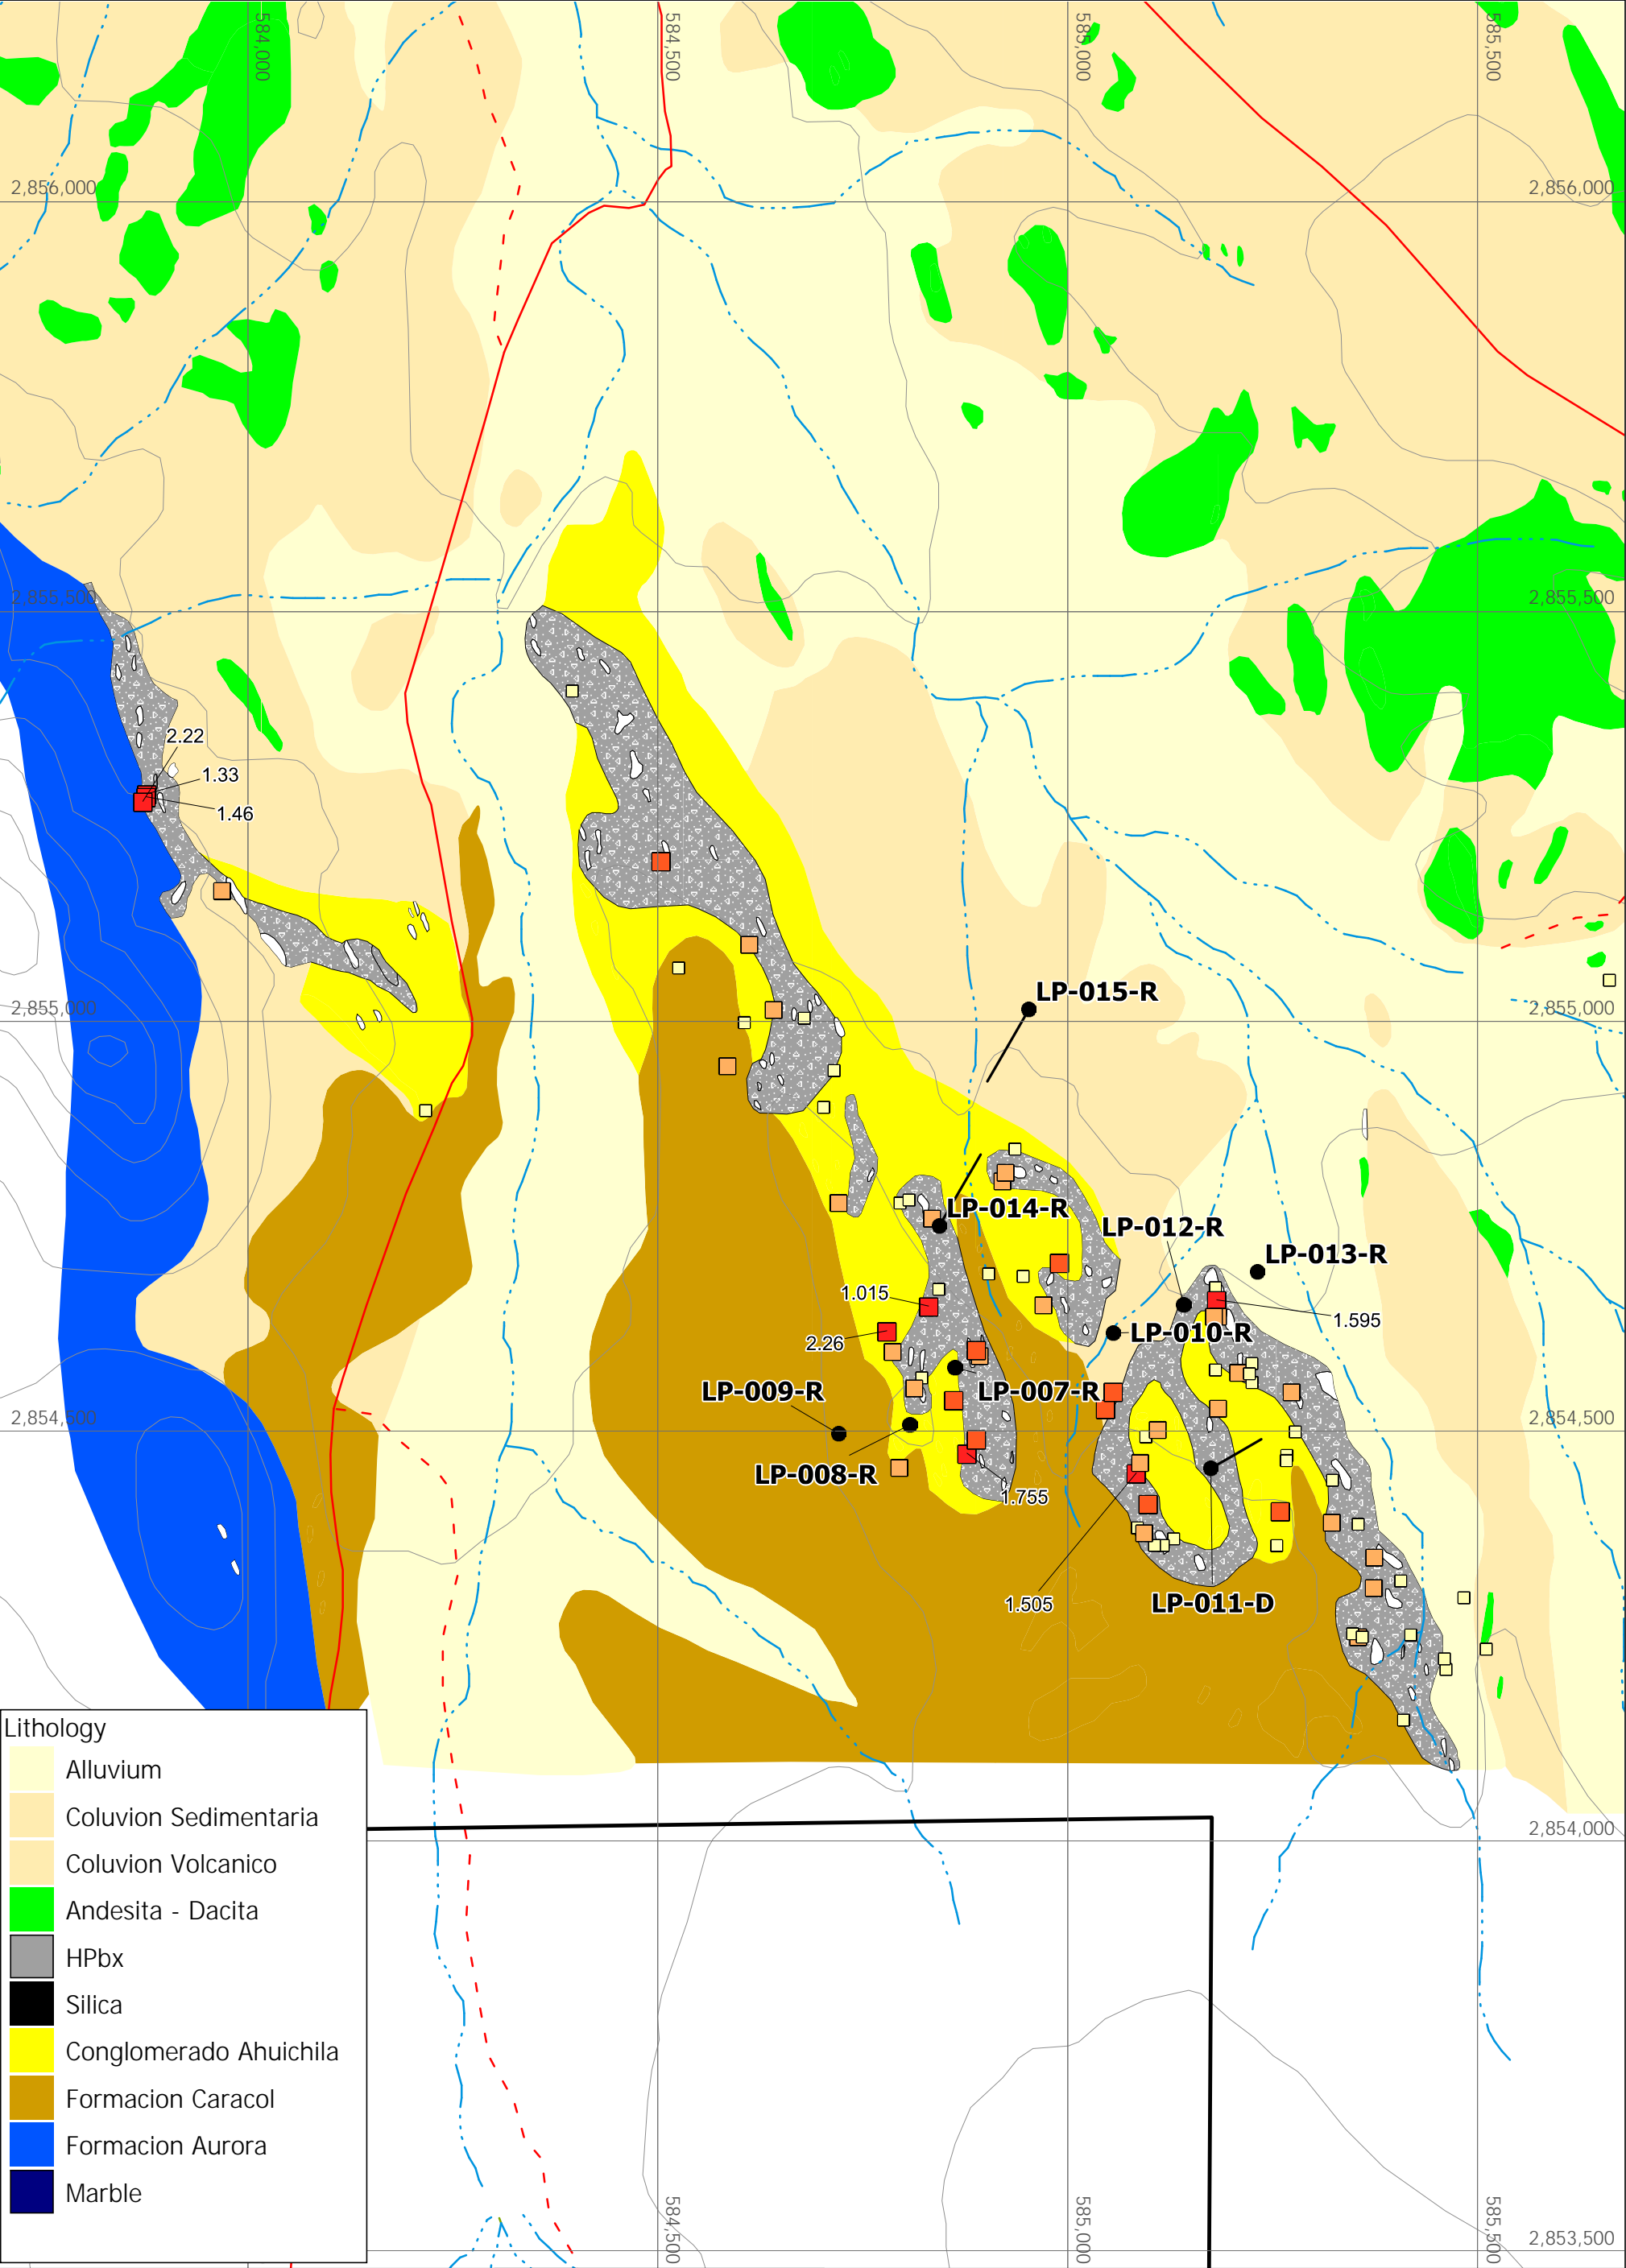 584,000
584,500
585,000
585,500
2,856,000
2,856,000
2,855,500
2,855,500
2.22
1.33
1.46
LP-015-R
2,855,000
2,855,000
LP-014-R
LP-012-R
LP-013-R
1.015
1.595
LP-010-R
2.26
LP-009-R
LP-007-R
2,854,500
2,854,500
LP-008-R
1.755
1.505
LP-011-D
Lithology
Alluvium
Coluvion Sedimentaria
2,854,000
Coluvion Volcanico
Andesita - Dacita
HPbx
Silica
Conglomerado Ahuichila
Formacion Caracol
Formacion Aurora
Marble
584,500
585,000
585,500
2,853,500